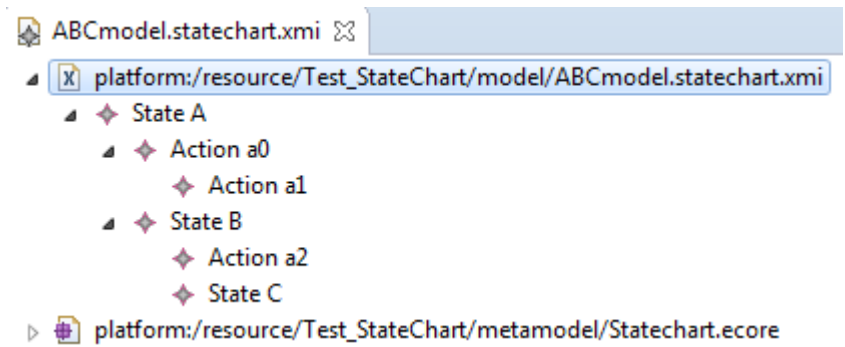 ABCmodel.statechart.xmi
platform:/resource/Test_StateChart/model/ABCmodel.statechart.xmi
State A
Action a0
Action a1
State B
Action a2
State C
platform:/resource/Test_StateChart/metamodel/Statechart.ecore